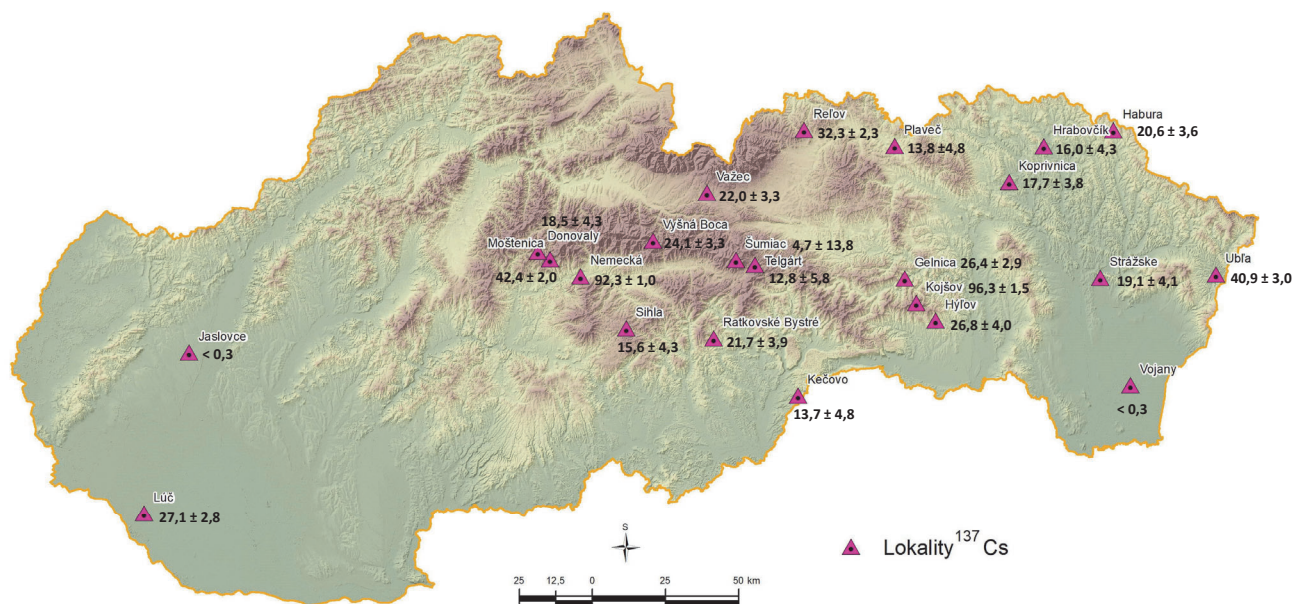 Reľov
32,3 ± 2,3
Plaveč
13,8 ±4,8
Hrabovčík
16,0 ± 4,3
Habura
20,6 ± 3,6
Koprivnica
17,7 ± 3,8
Važec
22,0 ± 3,3
18,5 ± 4,3
Donovaly
Moštenica
42,4 ± 2,0
Vyšná Boca
24,1 ± 3,3
Nemecká
92,3 ± 1,0
Šumiac 4,7 ± 13,8
Telgárt
12,8 ± 5,8
Gelnica 26,4 ± 2,9
Kojšov 96,3 ± 1,5
Hýľov
26,8 ± 4,0
Strážske
19,1 ± 4,1
Ubľa
40,9 ± 3,0
Sihla
15,6 ± 4,3
Ratkovské Bystré
21,7 ± 3,9
Jaslovce
< 0,3
Kečovo
13,7 ± 4,8
Vojany
< 0,3
Lúč
27,1 ± 2,8
S
Lokality 137 Cs
25 12,5 0 25 50 km